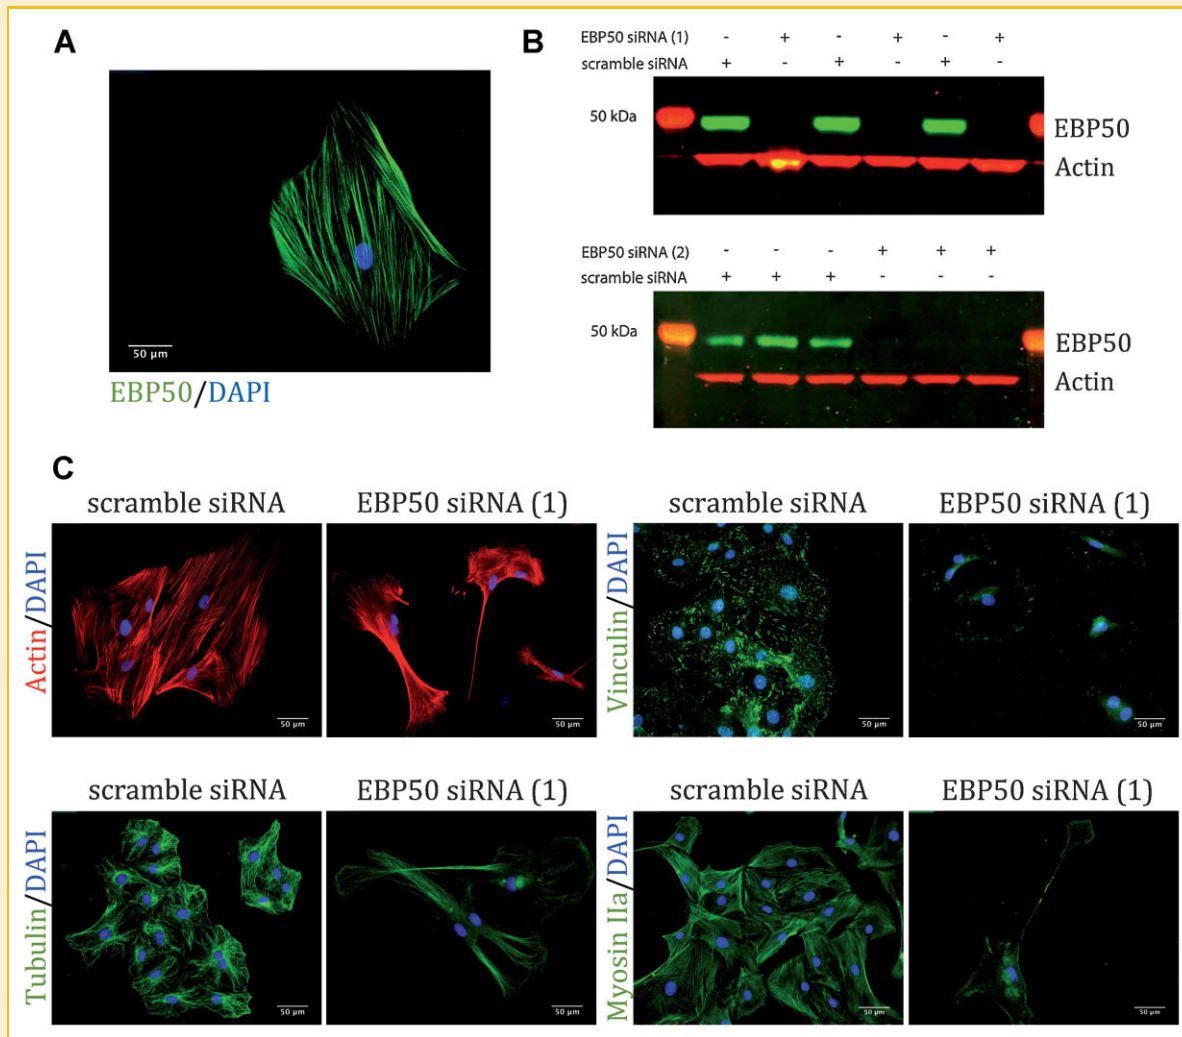 A
50 µm
EBP50/DAPI
B
EBP50 siRNA (1) - + - + - +
scramble siRNA + - + - + -
50 kDa
EBP50
Actin
EBP50 siRNA (2) - - - + + +
scramble siRNA + + + - - -
50 kDa
EBP50
Actin
C
scramble siRNA
EBP50 siRNA (1)
scramble siRNA
EBP50 siRNA (1)
Actin/DAPI
50 µm
50 µm
Vinculin/DAPI
50 µm
50 µm
scramble siRNA
EBP50 siRNA (1)
scramble siRNA
EBP50 siRNA (1)
Tubulin/DAPI
50 µm
50 µm
Myosin IIa/DAPI
50 µm
50 µm